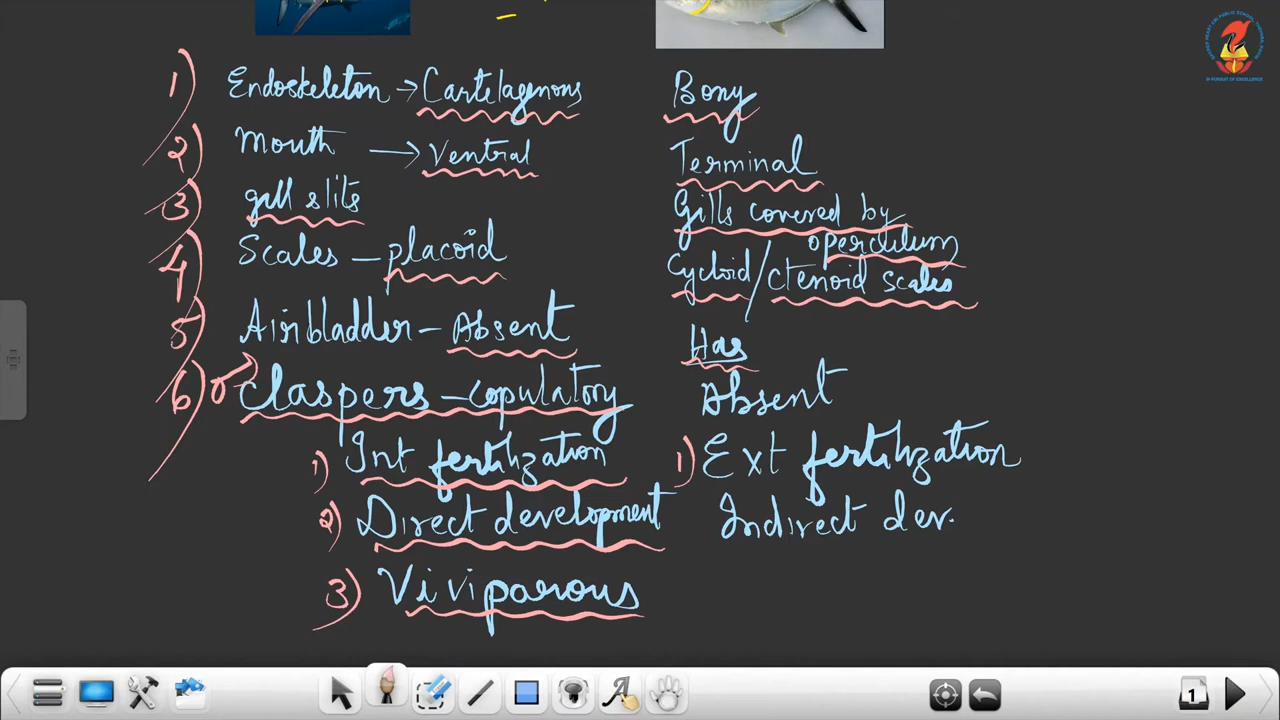 1) Endoskeleton → Cartelagenous Bony
2) Mouth → Ventral Terminal
3) gill slits Gills covered by
operculum
4) Scales - placoid Cycloid / ctenoid scales
5) Airbladder - Absent Has
6) ♂ Claspers - copulatory Absent
1) Int fertilization 1) Ext fertilization
2) Direct development Indirect dev.
3) Viviparous
1